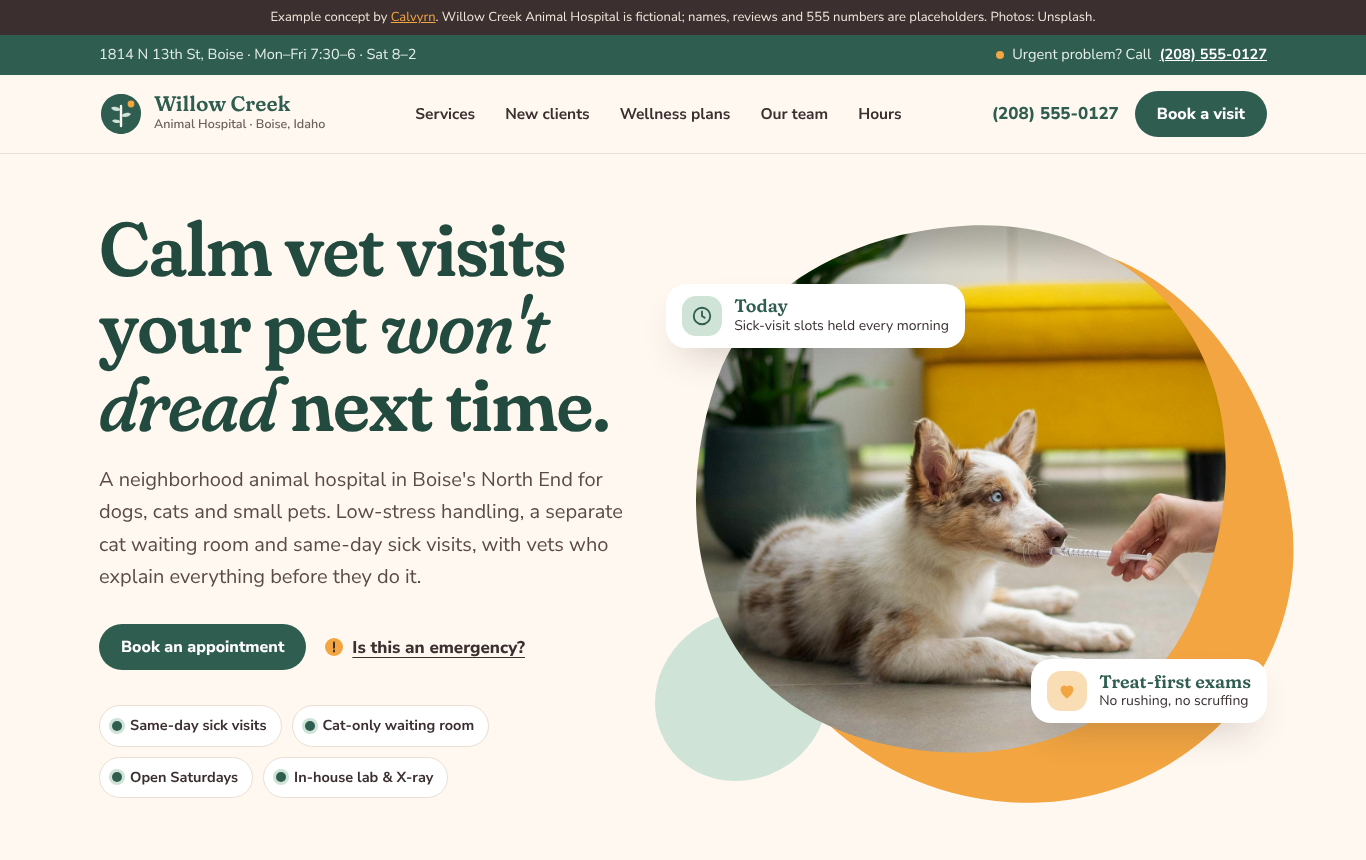 Example concept by Calvyrn. Willow Creek Animal Hospital is fictional; names, reviews and 555 numbers are placeholders. Photos: Unsplash.
1814 N 13th St, Boise · Mon–Fri 7:30–6 · Sat 8–2
Urgent problem? Call (208) 555-0127
Willow Creek
Animal Hospital · Boise, Idaho
Services
New clients
Wellness plans
Our team
Hours
(208) 555-0127
Book a visit
Calm vet visits
your pet won't
dread next time.
A neighborhood animal hospital in Boise's North End for
dogs, cats and small pets. Low-stress handling, a separate
cat waiting room and same-day sick visits, with vets who
explain everything before they do it.
Book an appointment
! Is this an emergency?
Same-day sick visits
Cat-only waiting room
Open Saturdays
In-house lab & X-ray
Today
Sick-visit slots held every morning
Treat-first exams
No rushing, no scruffing